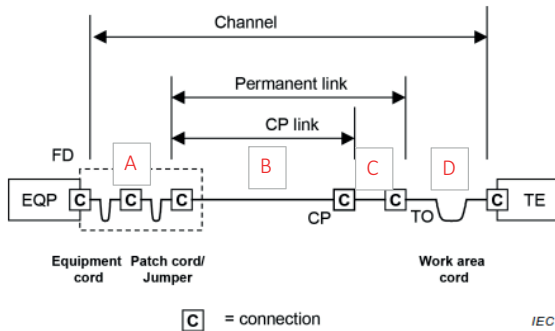 Channel
Permanent link
CP link
FD
A
B
C
D
EQP
C
C
C
C
C
C
TE
CP
TO
Equipment
cord
Patch cord/
Jumper
Work area
cord
C = connection
IEC